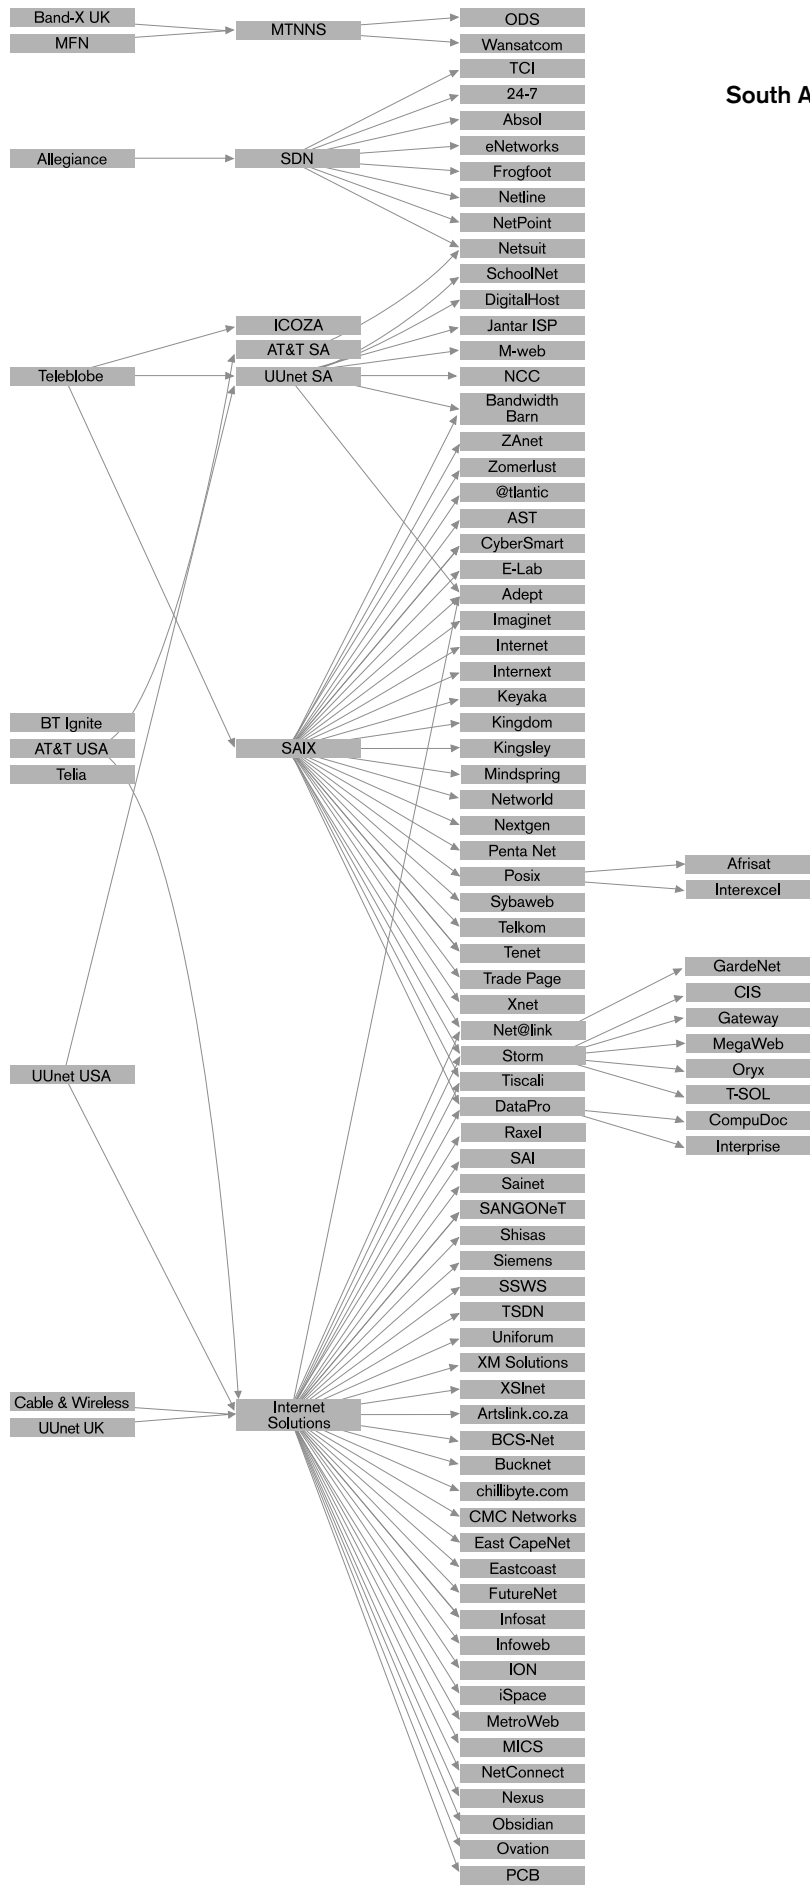 Band-X UK
MFN
MTNNS
ODS
Wansatcom
TCI
24-7
South A
Absol
eNetworks
Allegiance
SDN
Frogfoot
Netline
NetPoint
Netsuit
SchoolNet
DigitalHost
ICOZA
Jantar ISP
AT&T SA
M-web
Teleblobe
UUnet SA
NCC
Bandwidth
Barn
ZAnet
Zomerlust
@tlantic
AST
CyberSmart
E-Lab
Adept
Imaginet
Internet
Internext
Keyaka
BT Ignite
Kingdom
AT&T USA
SAIX
Kingsley
Telia
Mindspring
Networld
Nextgen
Penta Net
Afrisat
Posix
Interexcel
Sybaweb
Telkom
Tenet
GardeNet
Trade Page
CIS
Xnet
Gateway
Net@link
MegaWeb
Storm
Oryx
UUnet USA
Tiscali
T-SOL
DataPro
CompuDoc
Raxel
Interprise
SAI
Sainet
SANGONeT
Shisas
Siemens
SSWS
TSDN
Uniforum
XM Solutions
XSInet
Cable & Wireless
Internet
Solutions
Artslink.co.za
UUnet UK
BCS-Net
Bucknet
chillibyte.com
CMC Networks
East CapeNet
Eastcoast
FutureNet
Infosat
Infoweb
ION
iSpace
MetroWeb
MICS
NetConnect
Nexus
Obsidian
Ovation
PCB